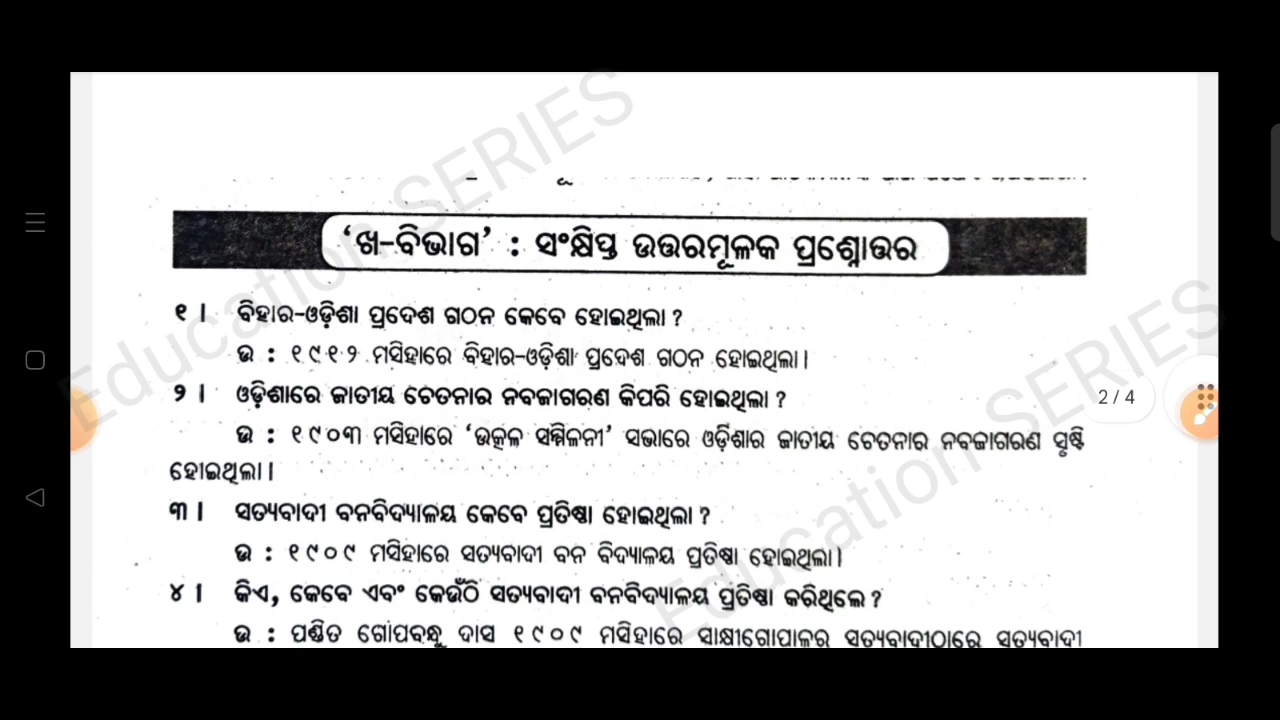 Education SERIES
'ଖ-ବିଭାଗ' : ସଂକ୍ଷିପ୍ତ ଉତ୍ତରମୂଳକ ପ୍ରଶ୍ନୋତ୍ତର
୧ । ବିହାର-ଓଡ଼ିଶା ପ୍ରଦେଶ ଗଠନ କେବେ ହୋଇଥିଲା ?
ଉ : ୧୯୧୨ ମସିହାରେ ବିହାର-ଓଡ଼ିଶା ପ୍ରଦେଶ ଗଠନ ହୋଇଥିଲା ।
୨ । ଓଡ଼ିଶାରେ ଜାତୀୟ ଚେତନାର ନବଜାଗରଣ କିପରି ହୋଇଥିଲା ?
2 / 4
ଉ : ୧୯୦୩ ମସିହାରେ 'ଉତ୍କଳ ସମ୍ମିଳନୀ' ସଭାରେ ଓଡ଼ିଶାର ଜାତୀୟ ଚେତନାର ନବଜାଗରଣ ସୃଷ୍ଟି
ହୋଇଥିଲା ।
୩ । ସତ୍ୟବାଦୀ ବନବିଦ୍ୟାଳୟ କେବେ ପ୍ରତିଷ୍ଠା ହୋଇଥିଲା ?
ଉ : ୧୯୦୯ ମସିହାରେ ସତ୍ୟବାଦୀ ବନ ବିଦ୍ୟାଳୟ ପ୍ରତିଷ୍ଠା ହୋଇଥିଲା ।
୪ । କିଏ, କେବେ ଏବଂ କେଉଁଠି ସତ୍ୟବାଦୀ ବନବିଦ୍ୟାଳୟ ପ୍ରତିଷ୍ଠା କରିଥିଲେ ?
ଉ : ପଣ୍ଡିତ ଗୋପବନ୍ଧୁ ଦାସ ୧୯୦୯ ମସିହାରେ ସାକ୍ଷୀଗୋପାଳର ସତ୍ୟବାଦୀଠାରେ ସତ୍ୟବାଦୀ
Education SERIES